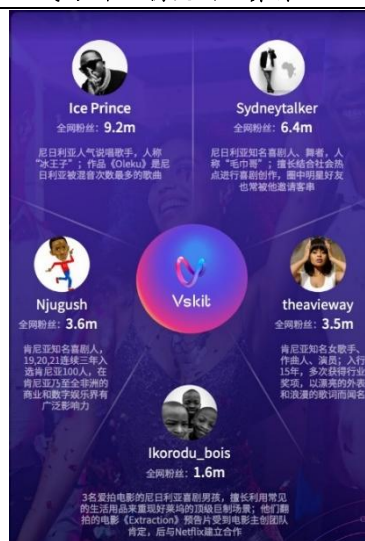 Ice Prince
全网粉丝：9.2m
尼日利亚人气说唱歌手，人称
“冰王子”；作品《Oleku》是尼
日利亚被混音次数最多的歌曲
Sydneytalker
全网粉丝：6.4m
尼日利亚知名喜剧人、舞者，人
称“毛巾哥”；擅长结合社会热
点进行喜剧创作，圈中明星好友
也常被他邀请客串
Vskit
Njugush
全网粉丝：3.6m
肯尼亚知名喜剧人，
19,20,21连续三年入
选肯尼亚100人，在
肯尼亚乃至全非洲的
商业和数字娱乐界有
广泛影响力
theavieway
全网粉丝：3.5m
肯尼亚知名女歌手、
作曲人、演员；入行
15年，多次获得行业
奖项，以漂亮的外表
和浪漫的歌词而闻名
Ikorodu_bois
全网粉丝：1.6m
3名爱拍电影的尼日利亚喜剧男孩，擅长利用常见
的生活用品来重现好莱坞的顶级巨制场景；他们翻
拍的电影《Extraction》预告片受到电影主创团队
肯定，后与Netflix建立合作